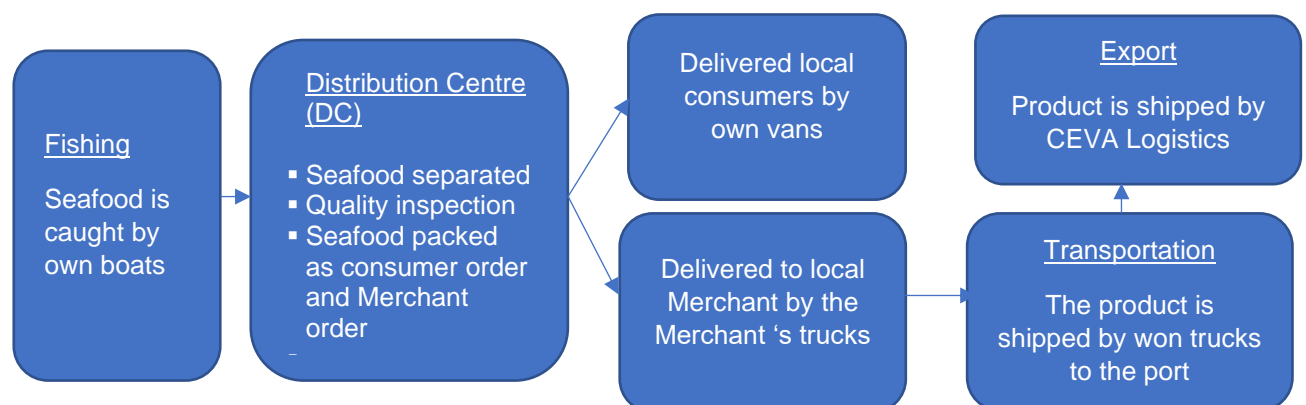 Fishing
Seafood is
caught by
own boats
Distribution Centre
(DC)
▪ Seafood separated
▪ Quality inspection
▪ Seafood packed
as consumer order
and Merchant
order
Delivered local
consumers by
own vans
Delivered to local
Merchant by the
Merchant ‘s trucks
Export
Product is shipped by
CEVA Logistics
Transportation
The product is
shipped by won trucks
to the port